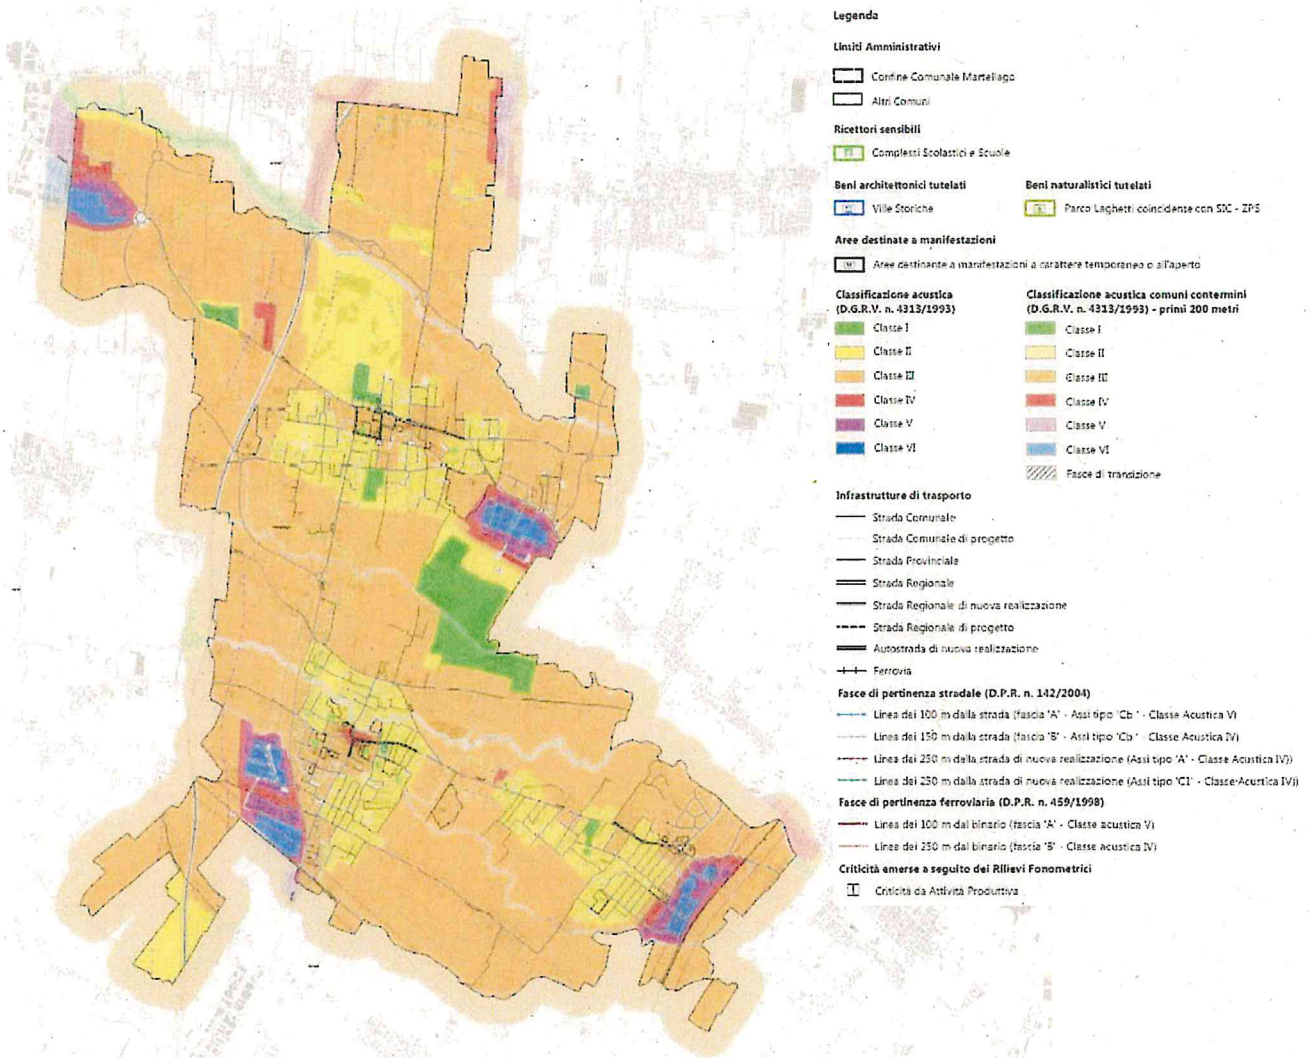 Legenda
Limiti Amministrativi
Confine Comunale Martellago
Altri Comuni
Ricettori sensibili
Complessi Scolastici e Scuole
Beni architettonici tutelati
Ville Storiche
Beni naturalistici tutelati
Parco Laghetti coincidente con SIC - ZPS
Aree destinate a manifestazioni
Aree destinante a manifestazioni a carattere temporaneo o all'aperto
Classificazione acustica
(D.G.R.V. n. 4313/1993)
Classe I
Classe II
Classe III
Classe IV
Classe V
Classe VI
Classificazione acustica comuni contermini
(D.G.R.V. n. 4313/1993) - primi 200 metri
Classe I
Classe II
Classe III
Classe IV
Classe V
Classe VI
Fasce di transizione
Infrastrutture di trasporto
Strada Comunale
Strada Comunale di progetto
Strada Provinciale
Strada Regionale
Strada Regionale di nuova realizzazione
Strada Regionale di progetto
Autostrada di nuova realizzazione
Ferrovia
Fasce di pertinenza stradale (D.P.R. n. 142/2004)
Linea dei 100 m dalla strada (fascia 'A' - Assi tipo 'Cb' - Classe Acustica V)
Linea dei 150 m dalla strada (fascia 'B' - Assi tipo 'Cb' - Classe Acustica IV)
Linea dei 250 m dalla strada di nuova realizzazione (Assi tipo 'A' - Classe Acustica IV))
Linea dei 250 m dalla strada di nuova realizzazione (Assi tipo 'C1' - Classe Acustica IV))
Fasce di pertinenza ferroviaria (D.P.R. n. 459/1998)
Linea dei 100 m dal binario (fascia 'A' - Classe acustica V)
Linea dei 250 m dal binario (fascia 'B' - Classe acustica IV)
Criticità emerse a seguito dei Rilievi Fonometrici
Criticità da Attività Produttiva